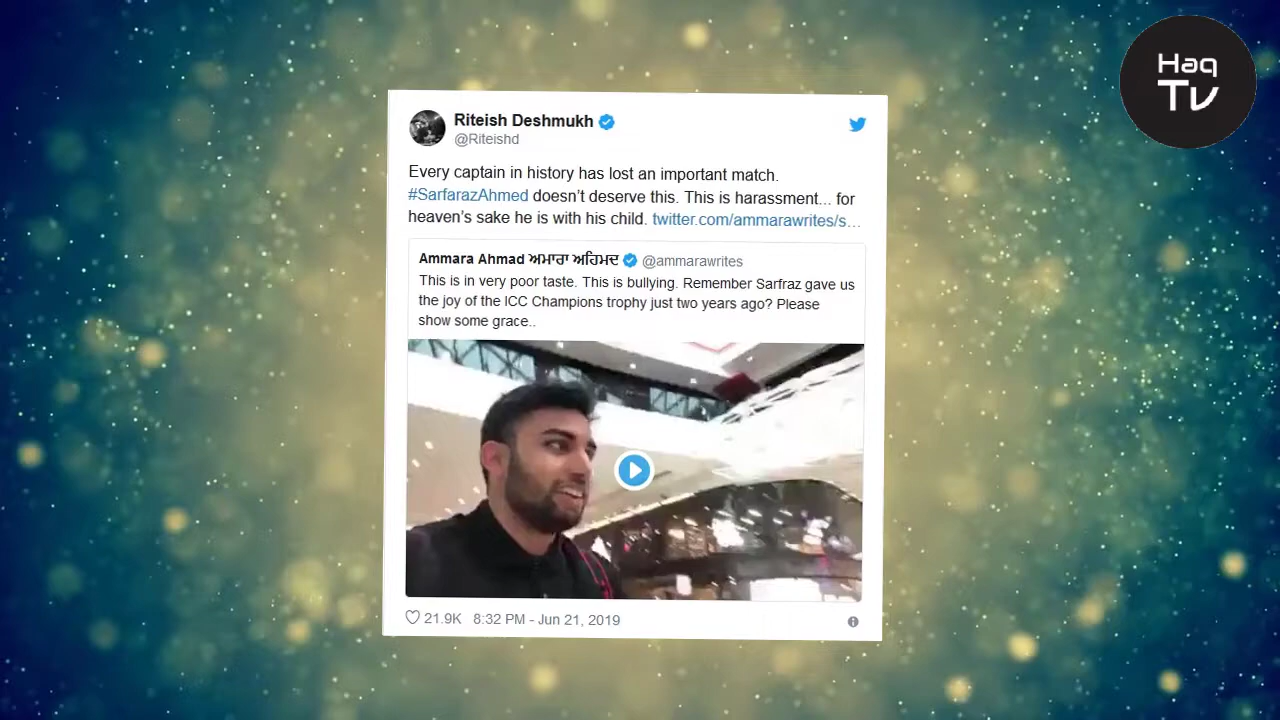 Haq
TV
Riteish Deshmukh
@Riteishd
Every captain in history has lost an important match.
#SarfarazAhmed doesn’t deserve this. This is harassment... for
heaven’s sake he is with his child. twitter.com/ammarawrites/s…
Ammara Ahmad ਅਮਾਰਾ ਅਹਿਮਦ @ammarawrites
This is in very poor taste. This is bullying. Remember Sarfraz gave us
the joy of the ICC Champions trophy just two years ago? Please
show some grace..
21.9K 8:32 PM - Jun 21, 2019